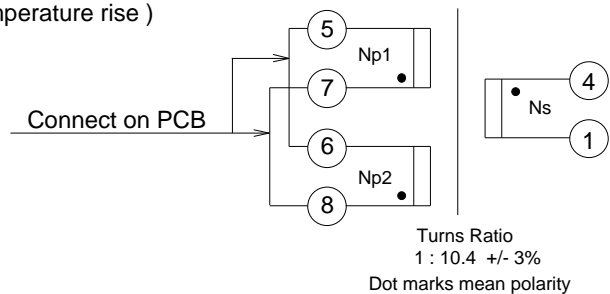 nperature rise )
5
Np1
7
4
Ns
Connect on PCB
6
1
Np2
8
Turns Ratio
1 : 10.4 +/- 3%
Dot marks mean polarity